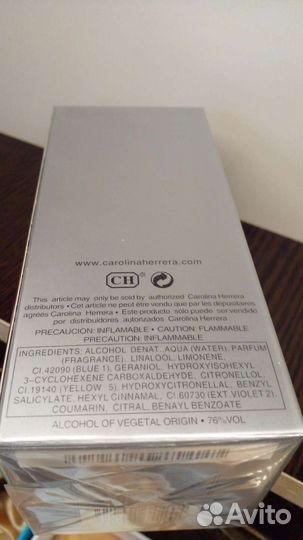 www.carolinaherrera.com
CH
This article may only be sold by authorized Carolina Herrera
distributors • Cet article ne peut être vendu que par les dépositaires
agréés Carolina Herrera • Este producto sólo puede ser vendido
por distribuidores autorizados Carolina Herrera
PRECAUCION: INFLAMABLE • CAUTION: FLAMMABLE
PRECAUTION: INFLAMMABLE
INGREDIENTS: ALCOHOL DENAT, AQUA (WATER), PARFUM
(FRAGRANCE), LINALOOL, LIMONENE,
CI.42090 (BLUE 1), GERANIOL, HYDROXYISOHEXYL
3-CYCLOHEXENE CARBOXALDEHYDE, CITRONELLOL,
CI.19140 (YELLOW 5), HYDROXYCITRONELLAL, BENZYL
SALICYLATE, HEXYL CINNAMAL, CI.60730 (EXT VIOLET 2),
COUMARIN, CITRAL, BENAYL BENZOATE
ALCOHOL OF VEGETAL ORIGIN • 76%VOL
Avito